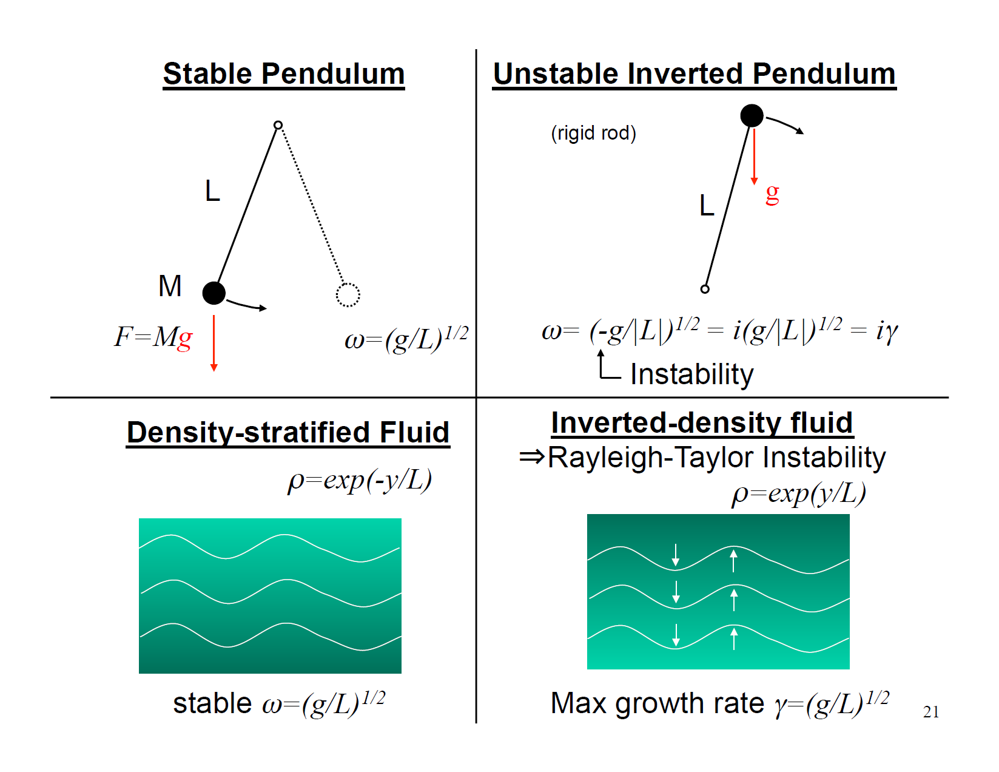 Stable Pendulum
L
M
F=Mg
ω=(g/L)^1/2
Unstable Inverted Pendulum
(rigid rod)
g
L
ω= (-g/|L|)^1/2 = i(g/|L|)^1/2 = iγ
Instability
Density-stratified Fluid
ρ=exp(-y/L)
stable ω=(g/L)^1/2
Inverted-density fluid
⇒Rayleigh-Taylor Instability
ρ=exp(y/L)
Max growth rate γ=(g/L)^1/2
21